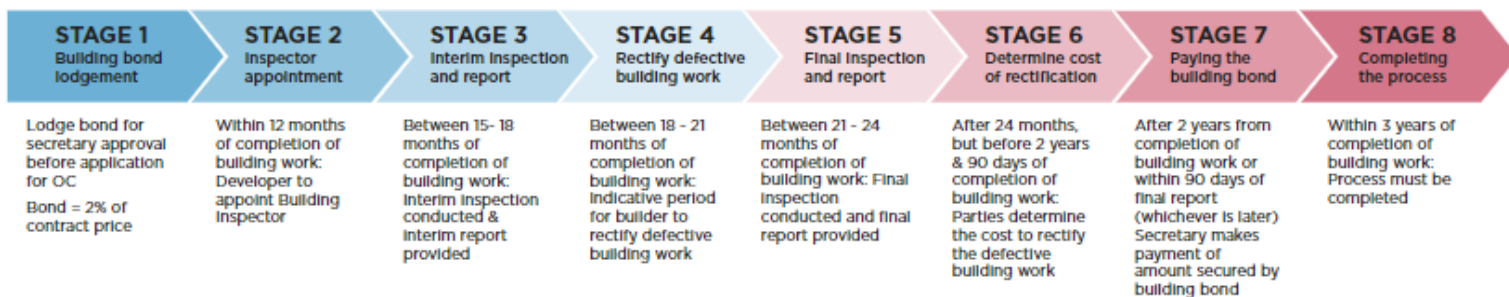 STAGE 1
Building bond
lodgement
STAGE 2
Inspector
appointment
STAGE 3
Interim inspection
and report
STAGE 4
Rectify defective
building work
STAGE 5
Final inspection
and report
STAGE 6
Determine cost
of rectification
STAGE 7
Paying the
building bond
STAGE 8
Completing
the process
Lodge bond for
secretary approval
before application
for OC
Bond = 2% of
contract price
Within 12 months
of completion of
building work:
Developer to
appoint Building
Inspector
Between 15- 18
months of
completion of
building work:
Interim inspection
conducted &
interim report
provided
Between 18 - 21
months of
completion of
building work:
Indicative period
for builder to
rectify defective
building work
Between 21 - 24
months of
completion of
building work: Final
inspection
conducted and final
report provided
After 24 months,
but before 2 years
& 90 days of
completion of
building work:
Parties determine
the cost to rectify
the defective
building work
After 2 years from
completion of
building work or
within 90 days of
final report
(whichever is later)
Secretary makes
payment of
amount secured by
building bond
Within 3 years of
completion of
building work:
Process must be
completed